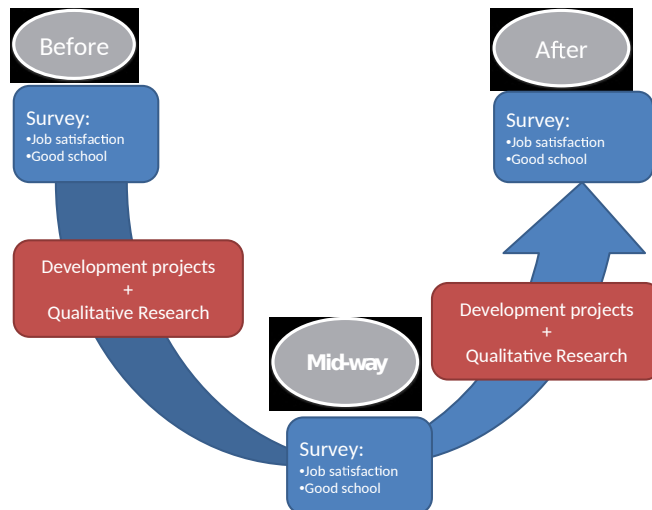 Before
Survey:
•Job satisfaction
•Good school
Development projects
+
Qualitative Research
Mid-way
Survey:
•Job satisfaction
•Good school
After
Survey:
•Job satisfaction
•Good school
Development projects
+
Qualitative Research